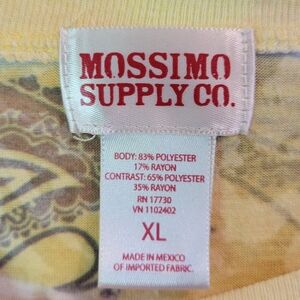 MOSSIMO
SUPPLY CO.
BODY: 83% POLYESTER
17% RAYON
CONTRAST: 65% POLYESTER
35% RAYON
RN 17730
VN 1102402
XL
MADE IN MEXICO
OF IMPORTED FABRIC.